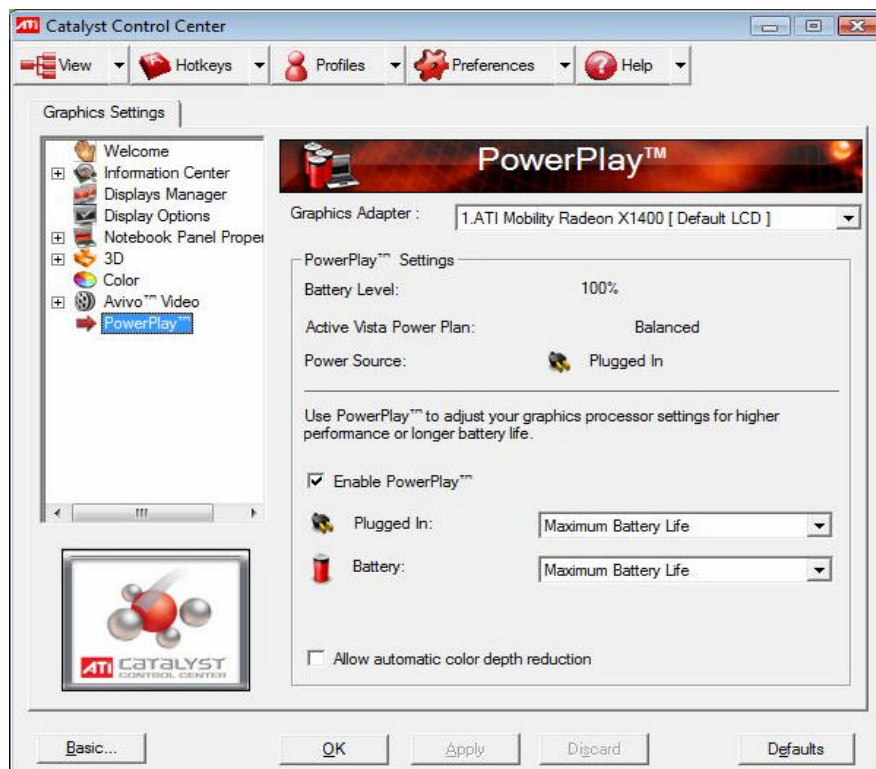 ATI Catalyst Control Center
View Hotkeys Profiles Preferences Help
Graphics Settings
Welcome
Information Center
Displays Manager
Display Options
Notebook Panel Proper
3D
Color
Avivo™ Video
PowerPlay™
PowerPlay™
Graphics Adapter : 1.ATI Mobility Radeon X1400 [ Default LCD ]
PowerPlay™ Settings
Battery Level: 100%
Active Vista Power Plan: Balanced
Power Source: Plugged In
Use PowerPlay™ to adjust your graphics processor settings for higher
performance or longer battery life.
Enable PowerPlay™
Plugged In: Maximum Battery Life
Battery: Maximum Battery Life
Allow automatic color depth reduction
ATI CATALYST
CONTROL CENTER
Basic... OK Apply Discard Defaults